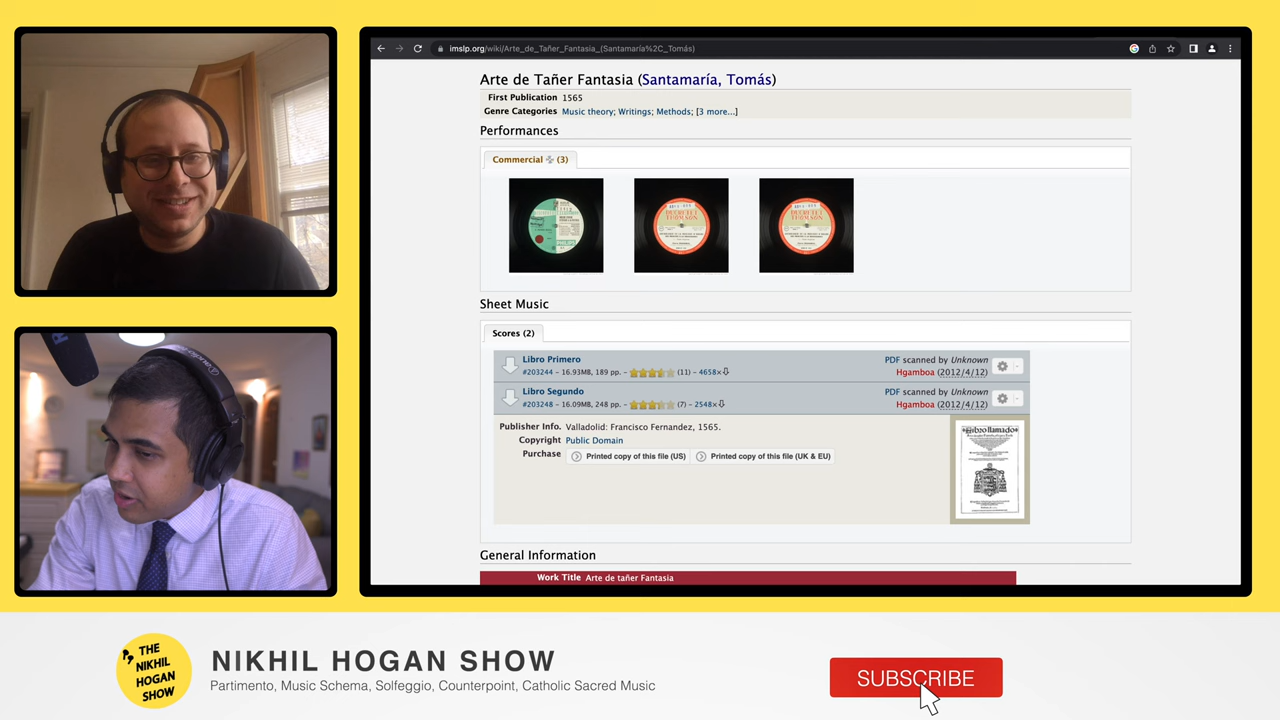 imslp.org/wiki/Arte_de_Tañer_Fantasia_(Santamaría%2C_Tomás)
Arte de Tañer Fantasia (Santamaría, Tomás)
First Publication 1565
Genre Categories Music theory; Writings; Methods; [3 more...]
Performances
Commercial (3)
Sheet Music
Scores (2)
Libro Primero
#203244 – 16.93MB, 189 pp. – (11) - 4658×
PDF scanned by Unknown
Hgamboa (2012/4/12)
Libro Segundo
#203248 – 16.09MB, 248 pp. – (7) - 2548×
PDF scanned by Unknown
Hgamboa (2012/4/12)
Publisher Info. Valladolid: Francisco Fernandez, 1565.
Copyright Public Domain
Purchase Printed copy of this file (US) Printed copy of this file (UK & EU)
General Information
Work Title Arte de tañer Fantasia
THE
NIKHIL
HOGAN
SHOW
NIKHIL HOGAN SHOW
Partimento, Music Schema, Solfeggio, Counterpoint, Catholic Sacred Music
SUBSCRIBE